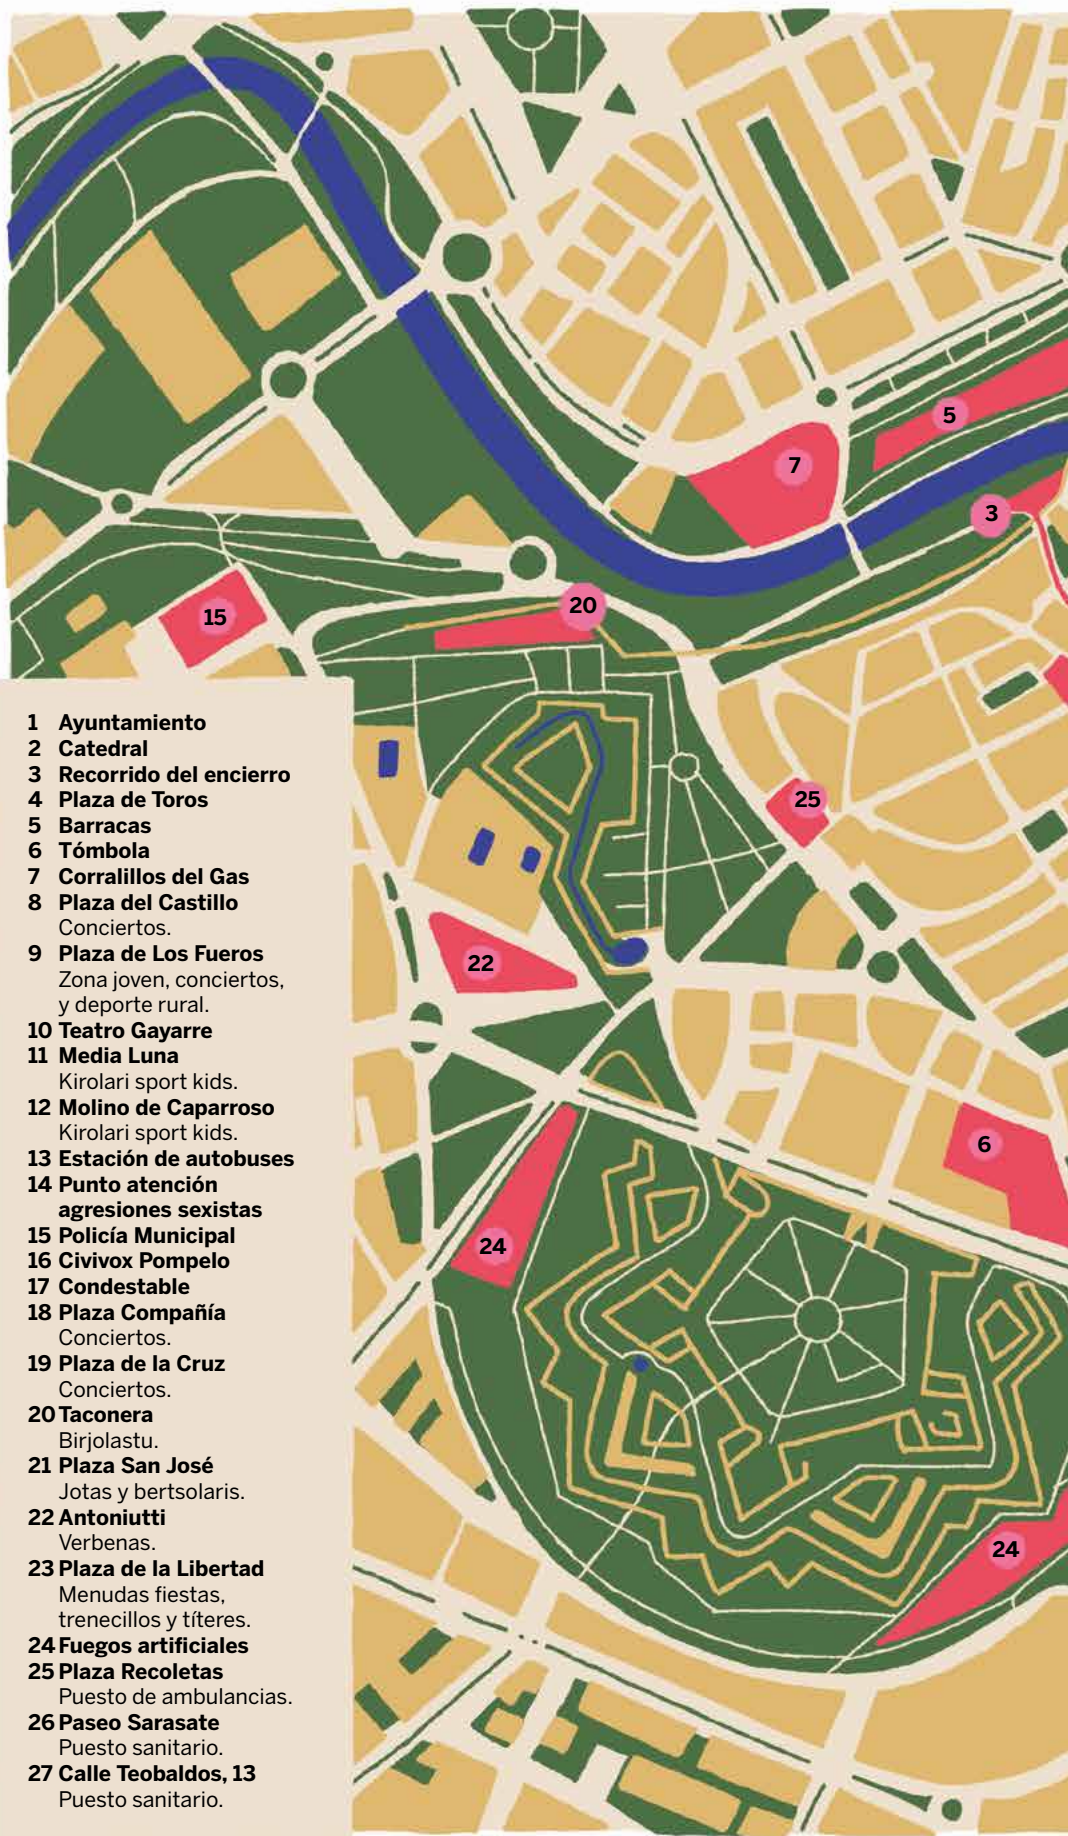 5
7
3
20
15
25
22
6
24
24
1 Ayuntamiento
2 Catedral
3 Recorrido del encierro
4 Plaza de Toros
5 Barracas
6 Tómbola
7 Corralillos del Gas
8 Plaza del Castillo
Conciertos.
9 Plaza de Los Fueros
Zona joven, conciertos,
y deporte rural.
10 Teatro Gayarre
11 Media Luna
Kirolari sport kids.
12 Molino de Caparroso
Kirolari sport kids.
13 Estación de autobuses
14 Punto atención
agresiones sexistas
15 Policía Municipal
16 Civivox Pompelo
17 Condestable
18 Plaza Compañía
Conciertos.
19 Plaza de la Cruz
Conciertos.
20 Taconera
Birjolastu.
21 Plaza San José
Jotas y bertsolaris.
22 Antoniutti
Verbenas.
23 Plaza de la Libertad
Menudas fiestas,
trenecillos y títeres.
24 Fuegos artificiales
25 Plaza Recoletas
Puesto de ambulancias.
26 Paseo Sarasate
Puesto sanitario.
27 Calle Teobaldos, 13
Puesto sanitario.